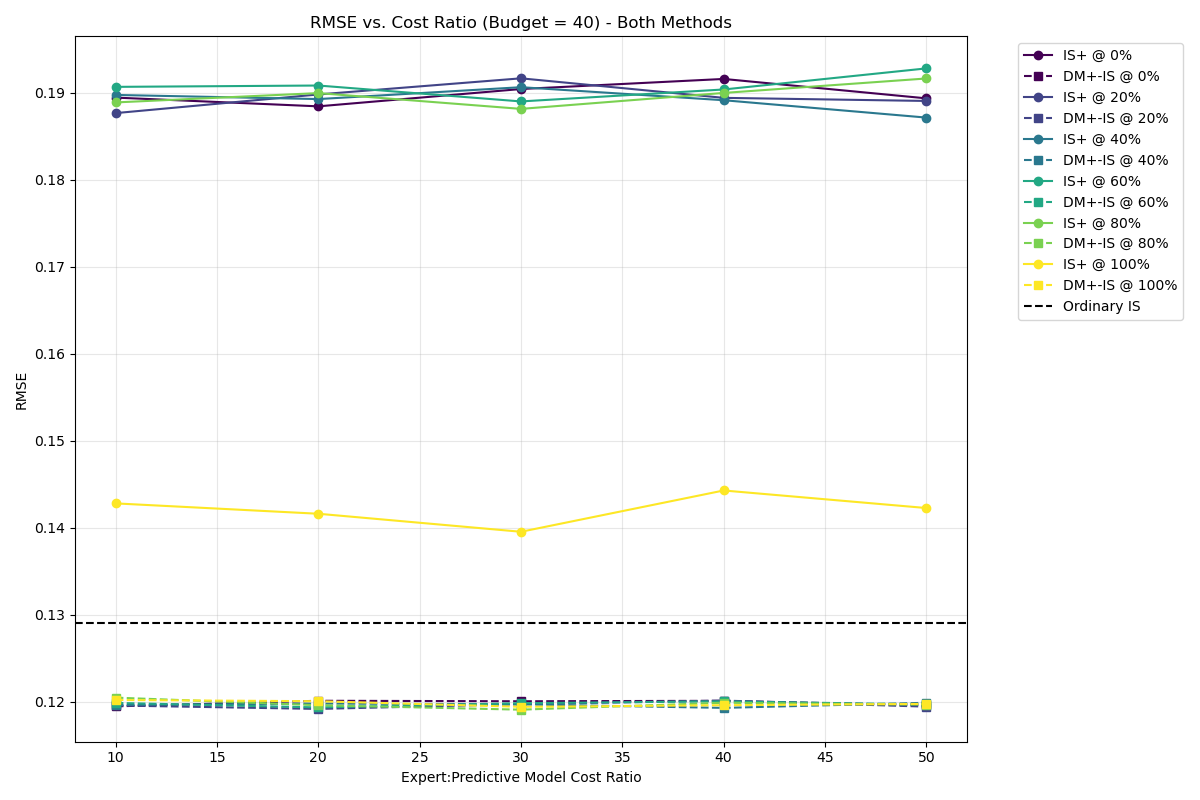 RMSE vs. Cost Ratio (Budget = 40) - Both Methods
RMSE
0.19
0.18
0.17
0.16
0.15
0.14
0.13
0.12
10 15 20 25 30 35 40 45 50
Expert:Predictive Model Cost Ratio
IS+ @ 0%
DM+-IS @ 0%
IS+ @ 20%
DM+-IS @ 20%
IS+ @ 40%
DM+-IS @ 40%
IS+ @ 60%
DM+-IS @ 60%
IS+ @ 80%
DM+-IS @ 80%
IS+ @ 100%
DM+-IS @ 100%
Ordinary IS